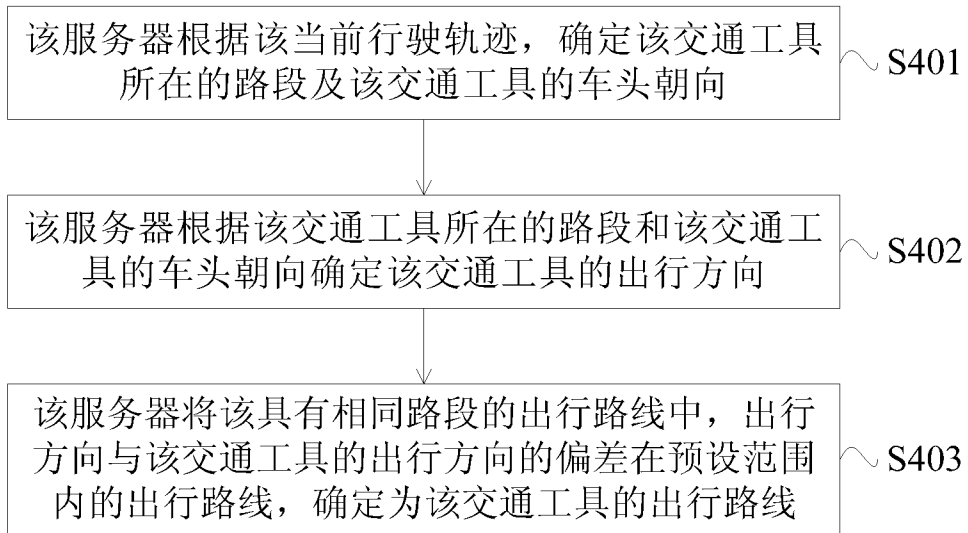 该服务器根据该当前行驶轨迹，确定该交通工具
所在的路段及该交通工具的车头朝向
S401
该服务器根据该交通工具所在的路段和该交通工
具的车头朝向确定该交通工具的出行方向
S402
该服务器将该具有相同路段的出行路线中，出行
方向与该交通工具的出行方向的偏差在预设范围
内的出行路线，确定为该交通工具的出行路线
S403